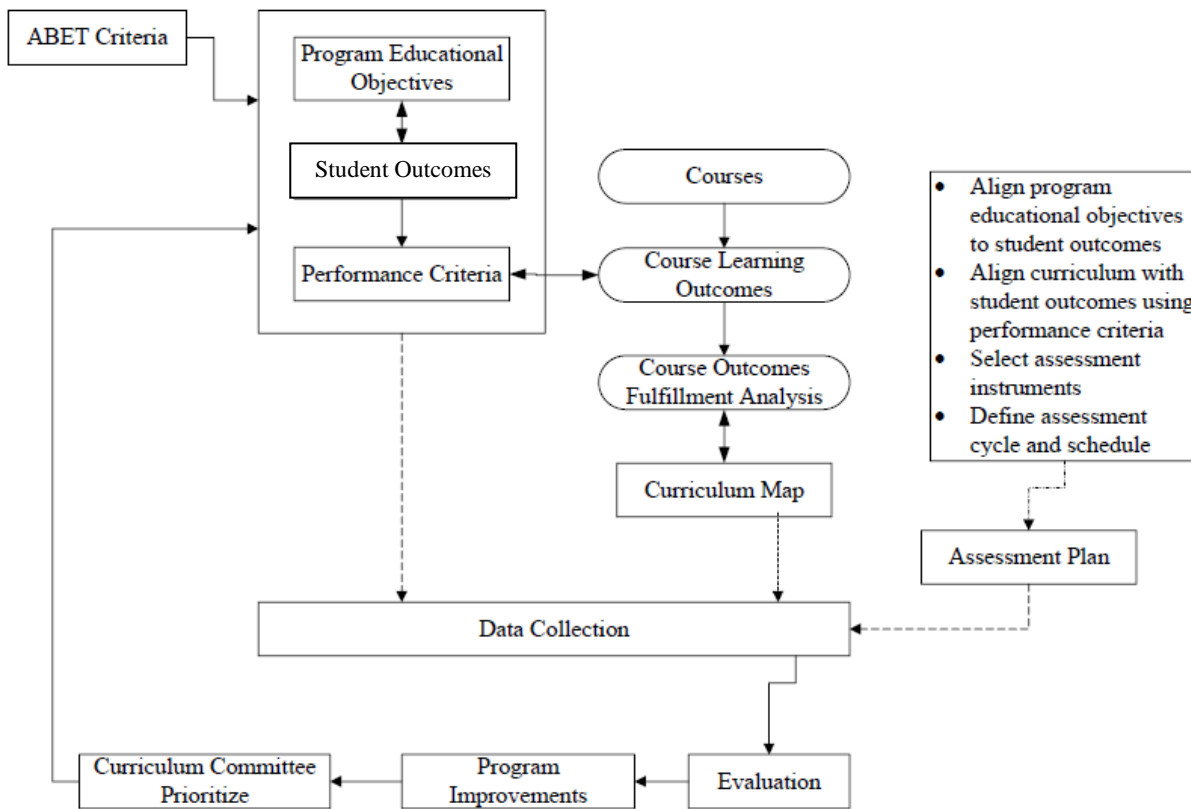 ABET Criteria
Program Educational
Objectives
Student Outcomes
Performance Criteria
Courses
Course Learning
Outcomes
Course Outcomes
Fulfillment Analysis
Curriculum Map
• Align program
educational objectives
to student outcomes
• Align curriculum with
student outcomes using
performance criteria
• Select assessment
instruments
• Define assessment
cycle and schedule
Assessment Plan
Data Collection
Curriculum Committee
Prioritize
Program
Improvements
Evaluation